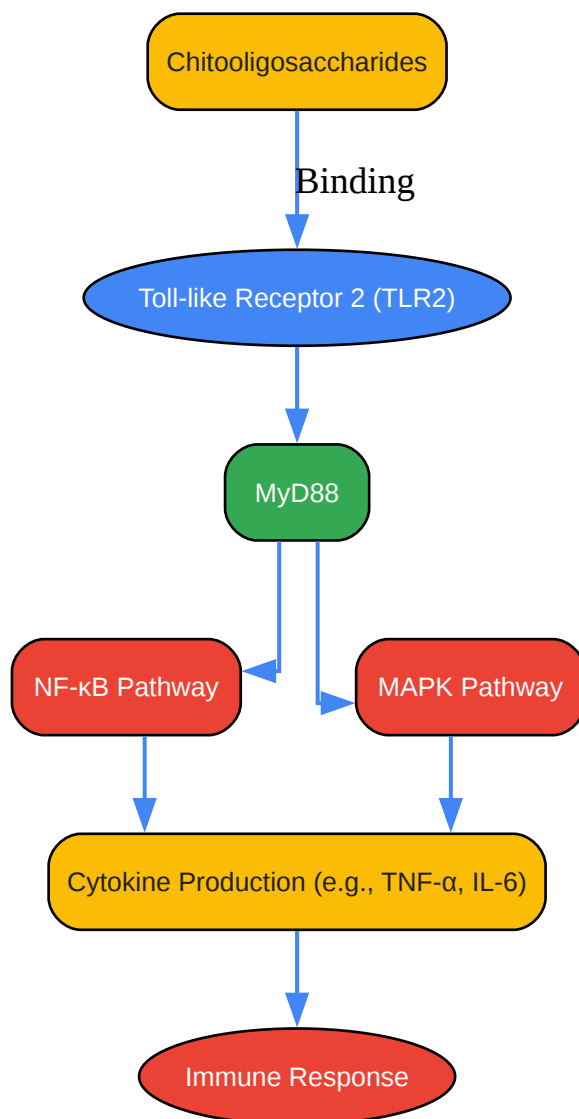 Chitooligosaccharides
Binding
Toll-like Receptor 2 (TLR2)
MyD88
NF-κB Pathway
MAPK Pathway
Cytokine Production (e.g., TNF-α, IL-6)
Immune Response